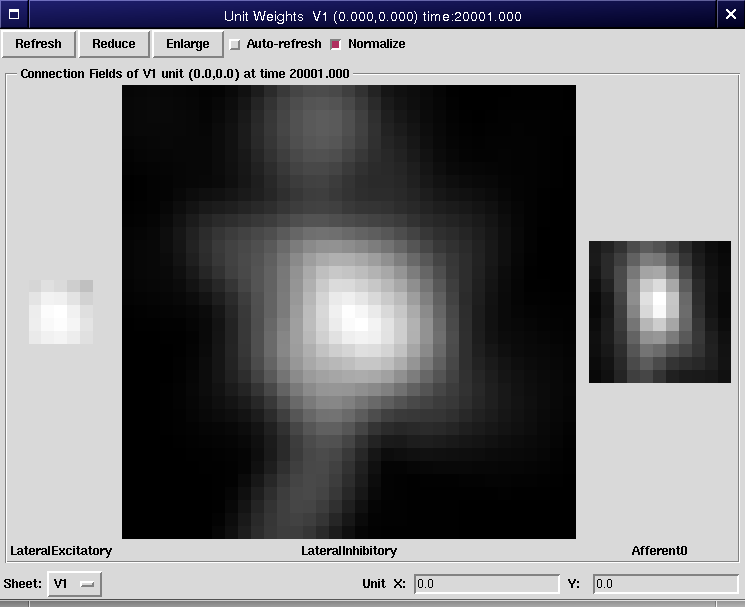 Unit Weights V1 (0.000,0.000) time:20001.000
Refresh Reduce Enlarge Auto-refresh Normalize
Connection Fields of V1 unit (0.0,0.0) at time 20001.000
LateralExcitatory LateralInhibitory Afferent0
Sheet: V1 Unit X: 0.0 Y: 0.0